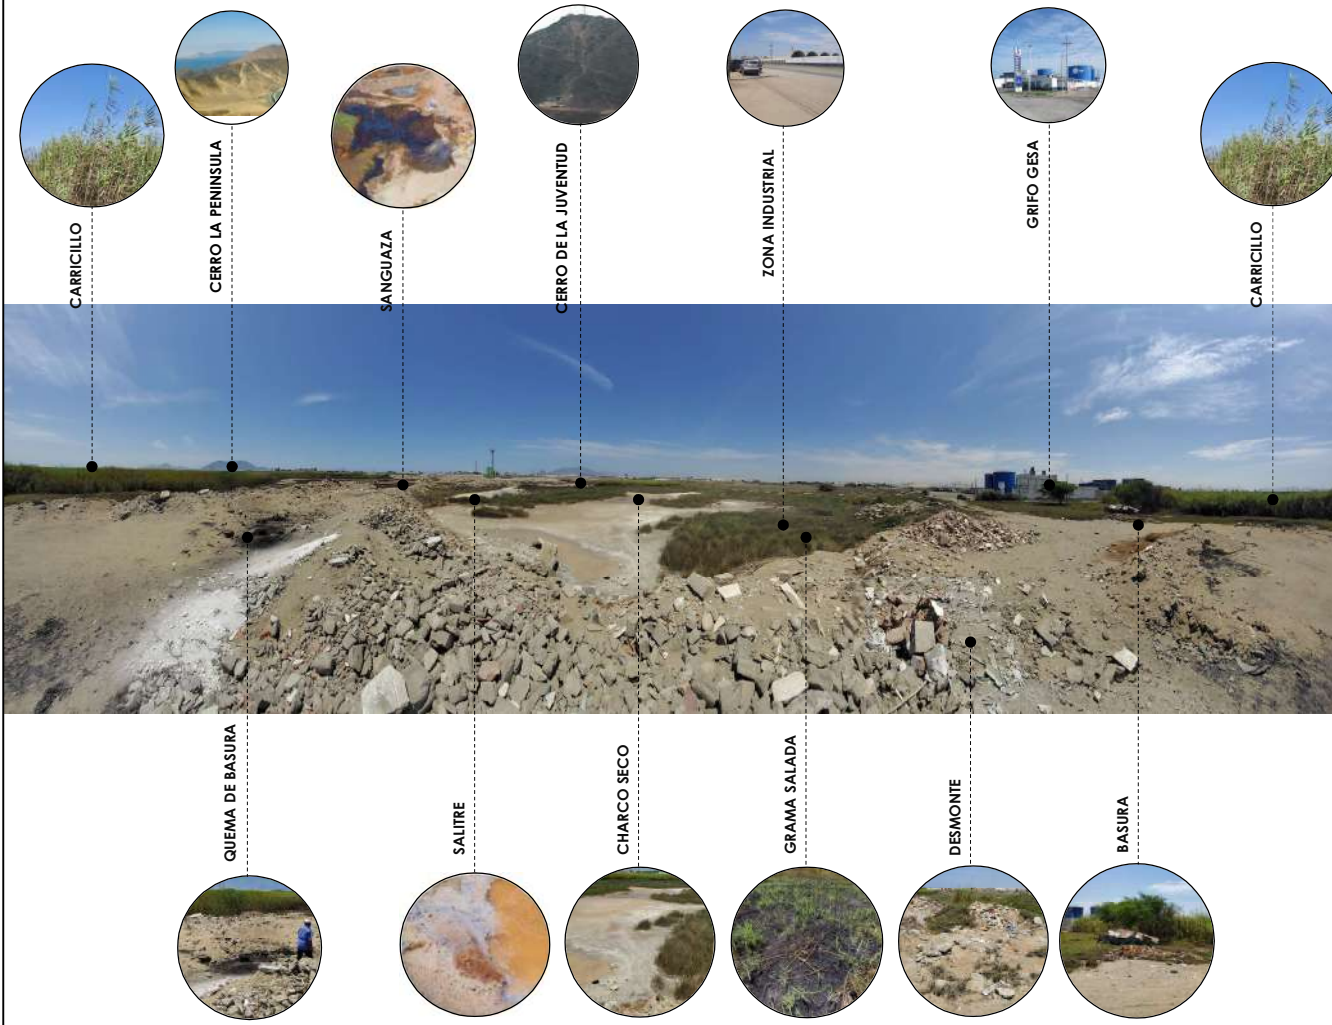 CARRICILLO
CERRO LA PENINSULA
SANGUAZA
CERRO DE LA JUVENTUD
ZONA INDUSTRIAL
GRIFO GESA
CARRICILLO
QUEMA DE BASURA
SALITRE
CHARCO SECO
GRAMA SALADA
DESMONTE
BASURA